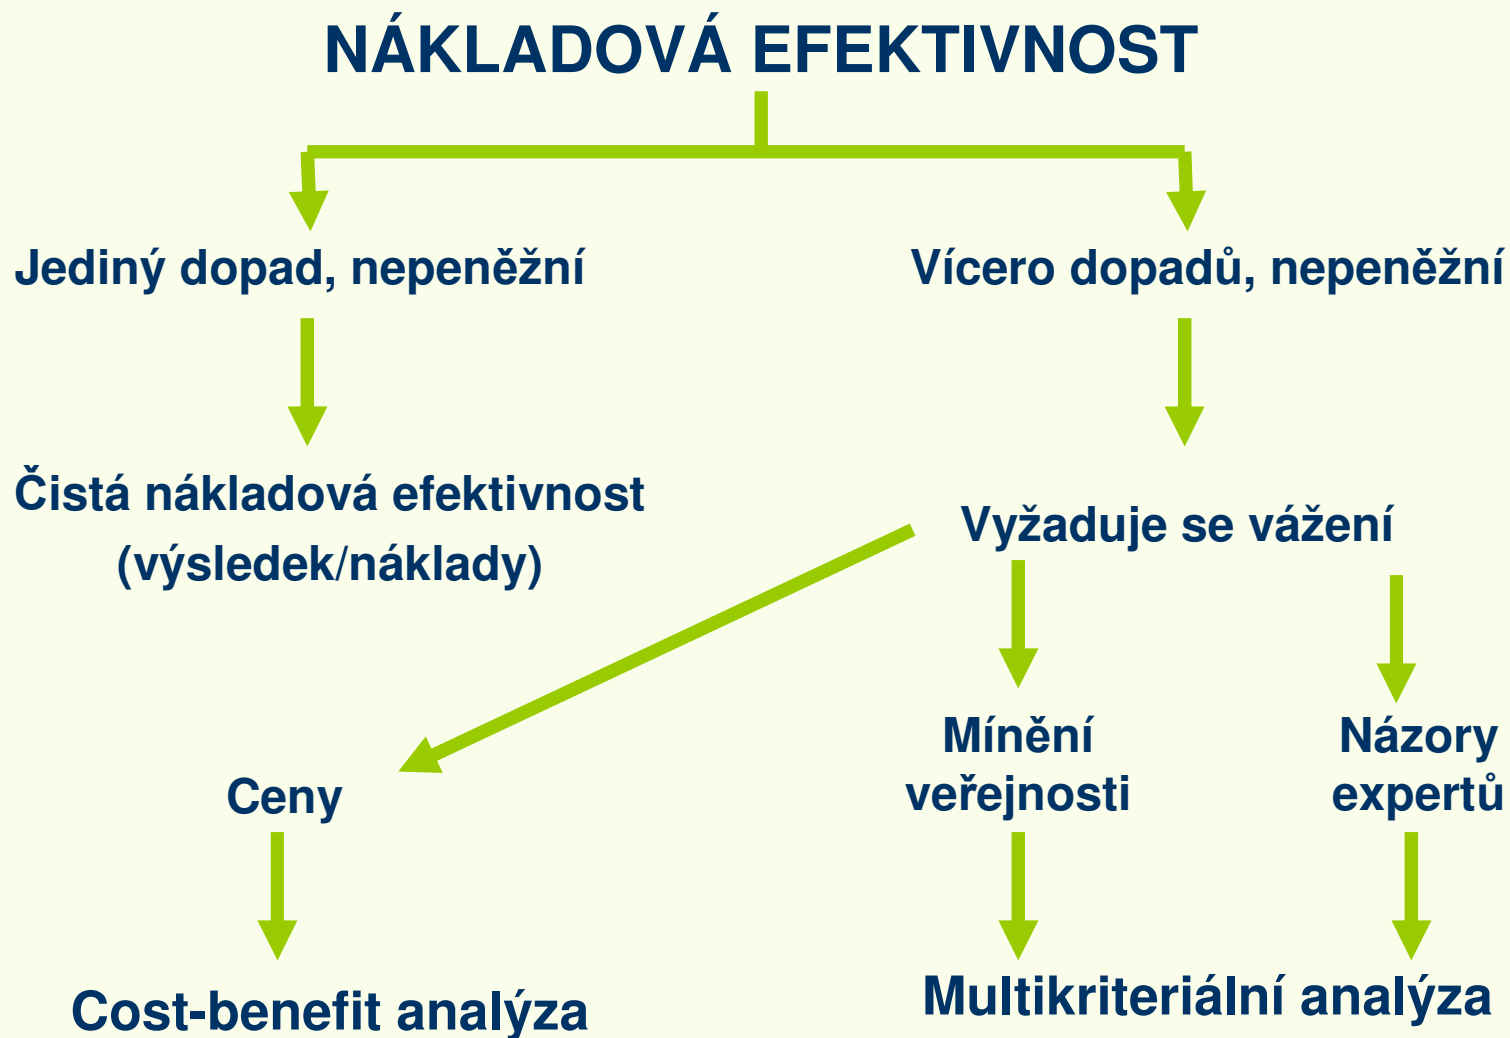 NÁKLADOVÁ EFEKTIVNOST
Jediný dopad, nepeněžní
Vícero dopadů, nepeněžní
Čistá nákladová efektivnost
(výsledek/náklady)
Vyžaduje se vážení
Ceny
Mínění
veřejnosti
Názory
expertů
Cost-benefit analýza
Multikriteriální analýza